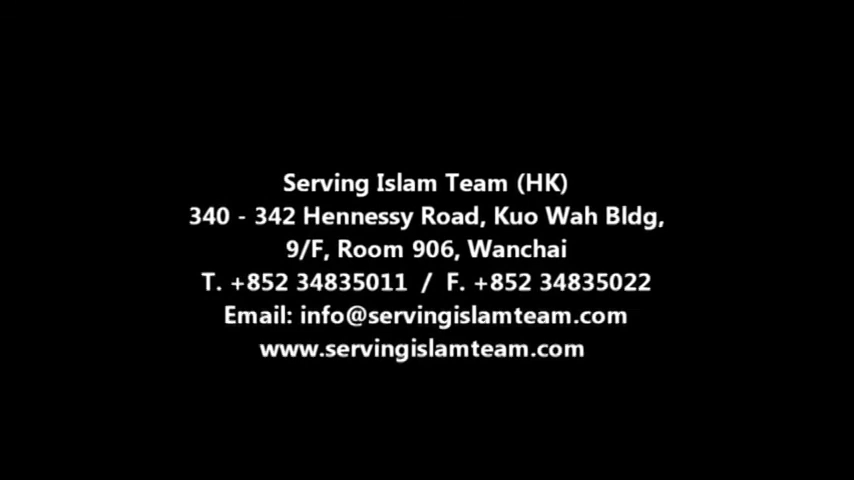 Serving Islam Team (HK)
340 - 342 Hennessy Road, Kuo Wah Bldg,
9/F, Room 906, Wanchai
T. +852 34835011 / F. +852 34835022
Email: info@servingislamteam.com
www.servingislamteam.com